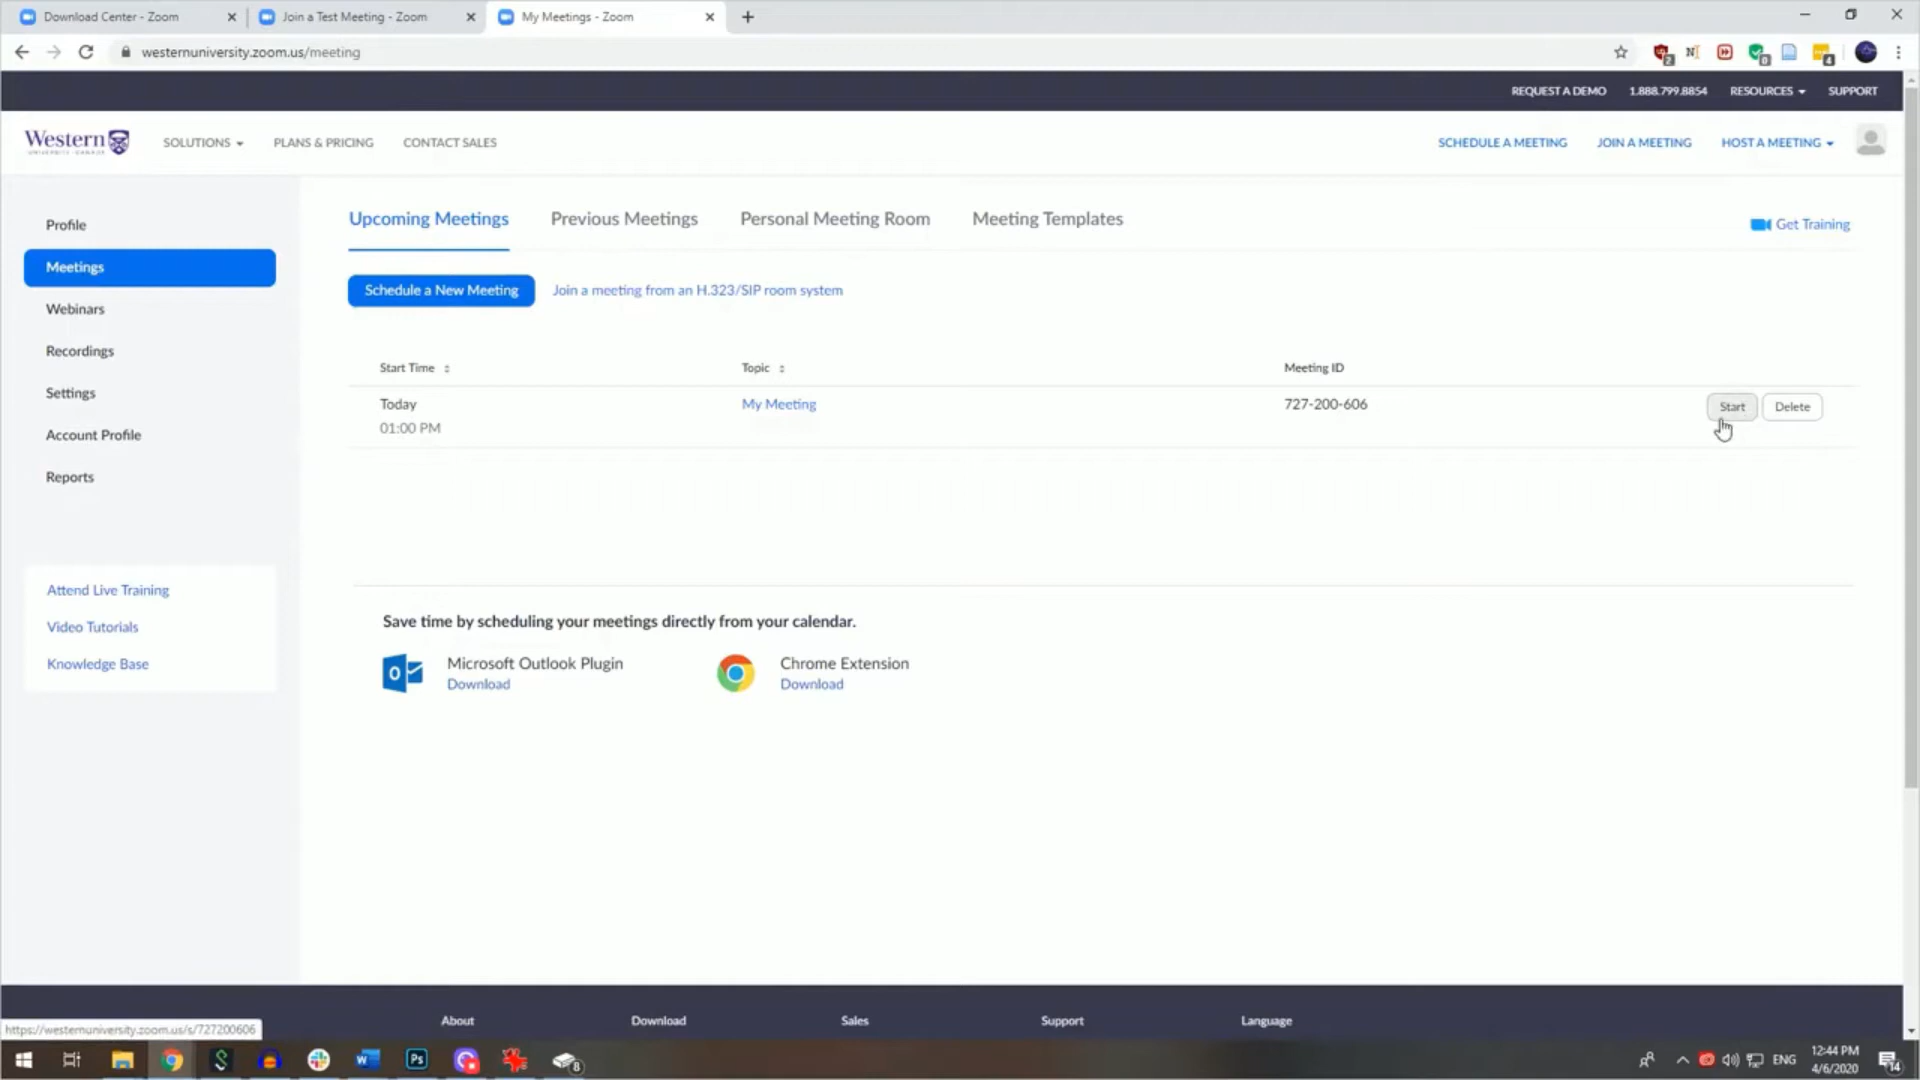 Download Center - Zoom
Join a Test Meeting - Zoom
My Meetings - Zoom
westernuniversity.zoom.us/meeting
REQUEST A DEMO
1.888.799.8854
RESOURCES
SUPPORT
Western
UNIVERSITY · CANADA
SOLUTIONS
PLANS & PRICING
CONTACT SALES
SCHEDULE A MEETING
JOIN A MEETING
HOST A MEETING
Profile
Meetings
Webinars
Recordings
Settings
Account Profile
Reports
Attend Live Training
Video Tutorials
Knowledge Base
Upcoming Meetings
Previous Meetings
Personal Meeting Room
Meeting Templates
Get Training
Schedule a New Meeting
Join a meeting from an H.323/SIP room system
Start Time
Topic
Meeting ID
Today
01:00 PM
My Meeting
727-200-606
Start
Delete
Save time by scheduling your meetings directly from your calendar.
Microsoft Outlook Plugin
Download
Chrome Extension
Download
About
Download
Sales
Support
Language
https://westernuniversity.zoom.us/s/727200606
Ps
8
ENG
12:44 PM
4/6/2020
14